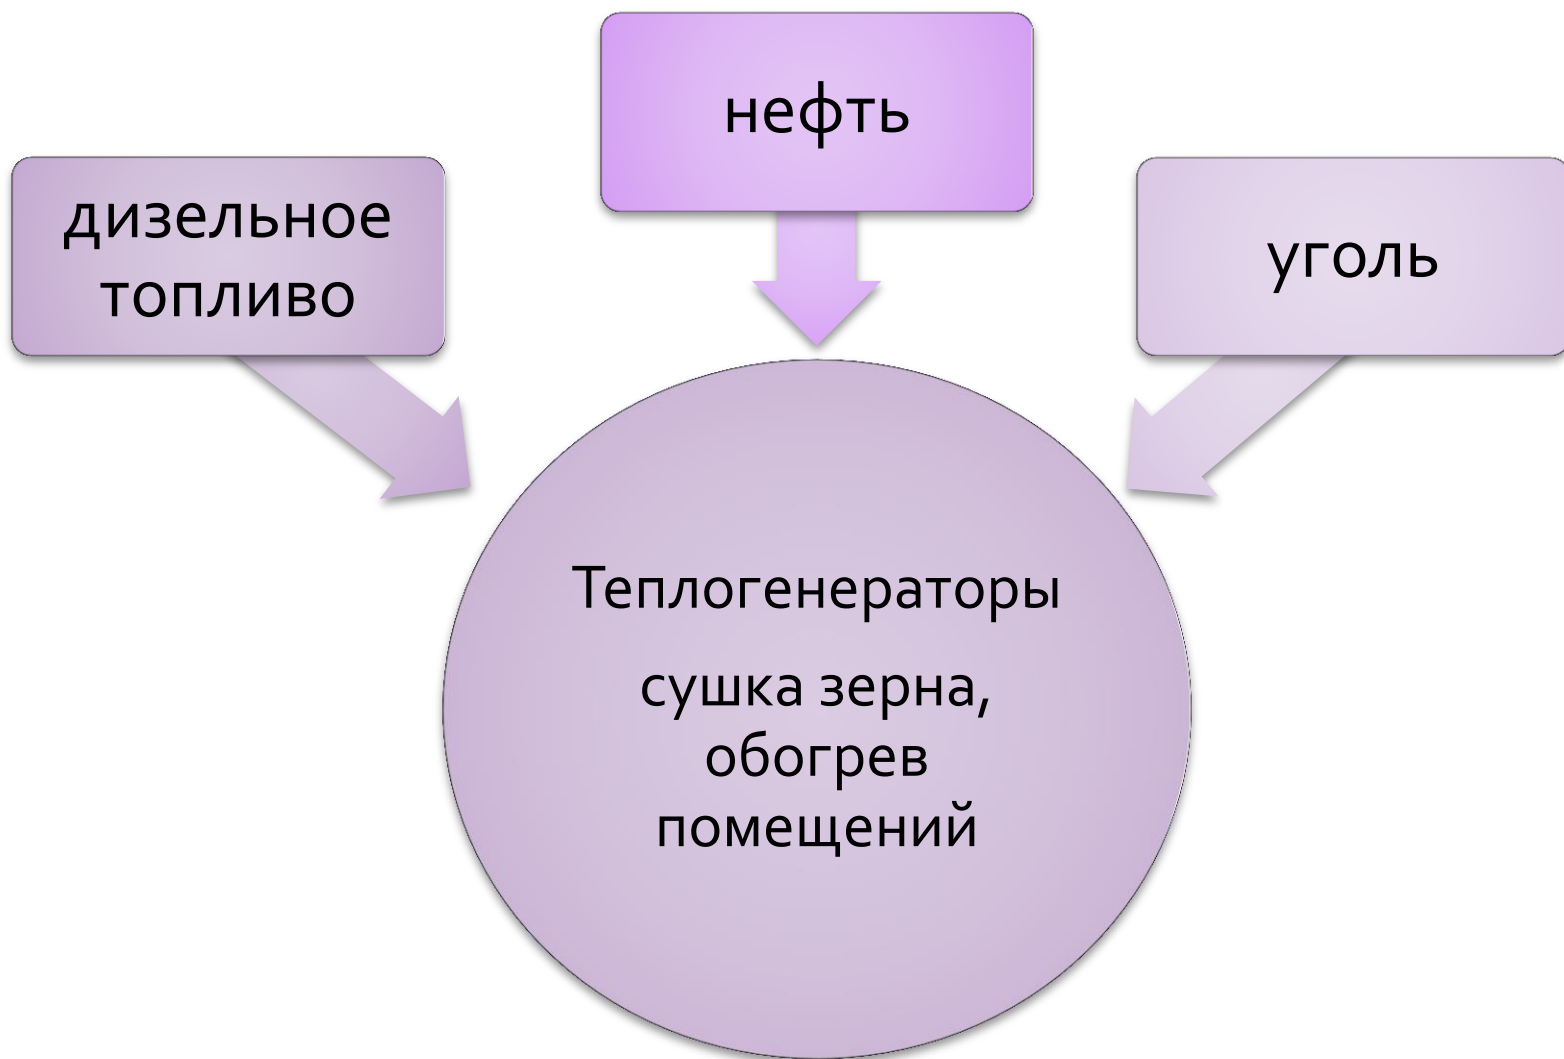 нефть
дизельное
топливо
уголь
Теплогенераторы
сушка зерна,
обогрев
помещений